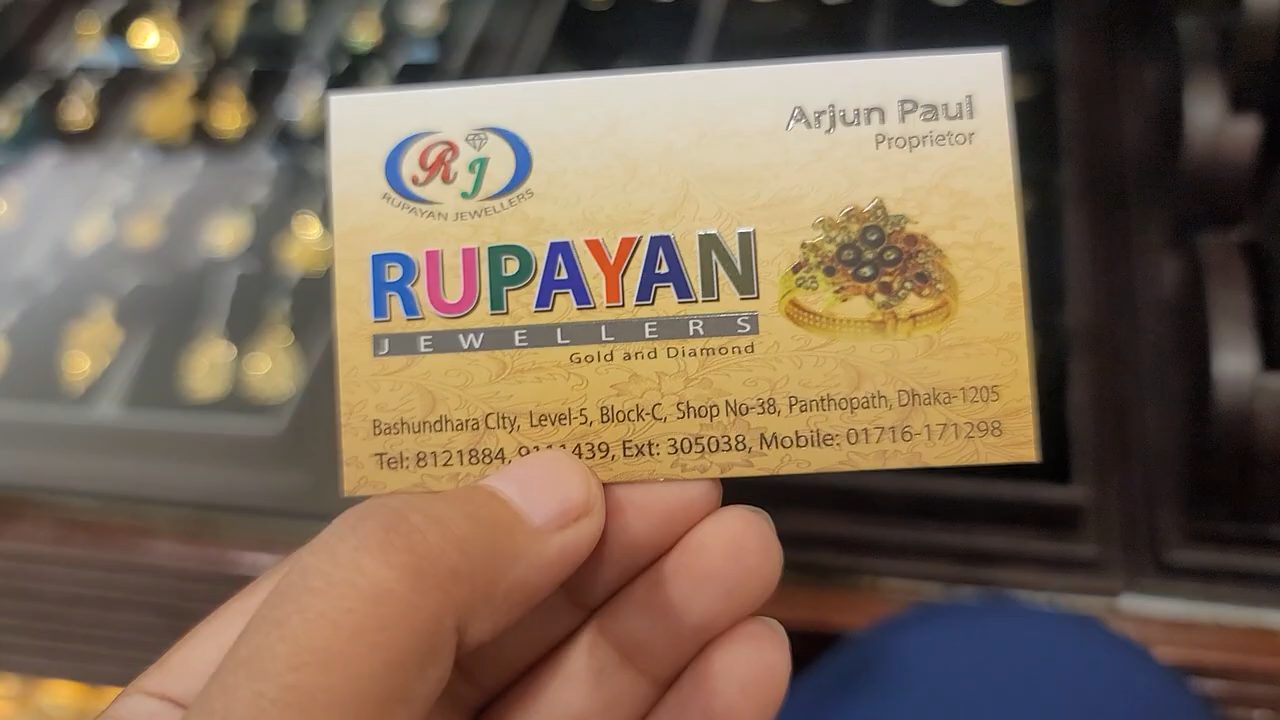 RJ
RUPAYAN JEWELLERS
Arjun Paul
Proprietor
RUPAYAN
JEWELLERS
Gold and Diamond
Bashundhara CIty, Level-5, Block-C, Shop No-38, Panthopath, Dhaka-1205
Tel: 8121884, Ext: 305038, Mobile: 01716-171298